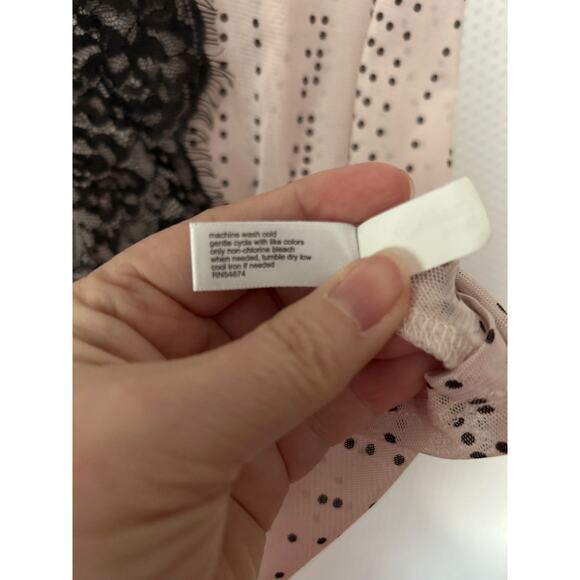 machine wash cold
gentle cycle with like colors
only non-chlorine bleach
when needed, tumble dry low
cool iron if needed
RN54874